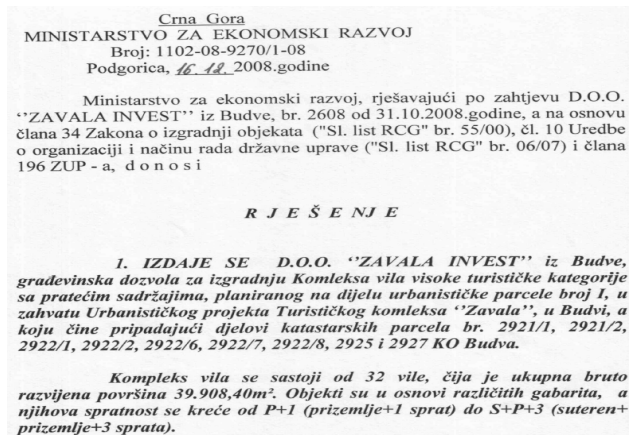 Crna Gora
MINISTARSTVO ZA EKONOMSKI RAZVOJ
Broj: 1102-08-9270/1-08
Podgorica, 16.12.2008.godine
Ministarstvo za ekonomski razvoj, rješavajući po zahtjevu D.O.O.
‘’ZAVALA INVEST’’ iz Budve, br. 2608 od 31.10.2008.godine, a na osnovu
člana 34 Zakona o izgradnji objekata ("Sl. list RCG" br. 55/00), čl. 10 Uredbe
o organizaciji i načinu rada državne uprave ("Sl. list RCG" br. 06/07) i člana
196 ZUP - a, d o n o s i
R J E Š E NJ E
1. IZDAJE SE D.O.O. ‘’ZAVALA INVEST’’ iz Budve,
građevinska dozvola za izgradnju Komleksa vila visoke turističke kategorije
sa pratećim sadržajima, planiranog na dijelu urbanističke parcele broj I, u
zahvatu Urbanističkog projekta Turističkog komleksa ‘’Zavala’’, u Budvi, a
koju čine pripadajući djelovi katastarskih parcela br. 2921/1, 2921/2,
2922/1, 2922/2, 2922/6, 2922/7, 2922/8, 2925 i 2927 KO Budva.
Kompleks vila se sastoji od 32 vile, čija je ukupna bruto
razvijena površina 39.908,40m². Objekti su u osnovi različitih gabarita, a
njihova spratnost se kreće od P+1 (prizemlje+1 sprat) do S+P+3 (suteren+
prizemlje+3 sprata).